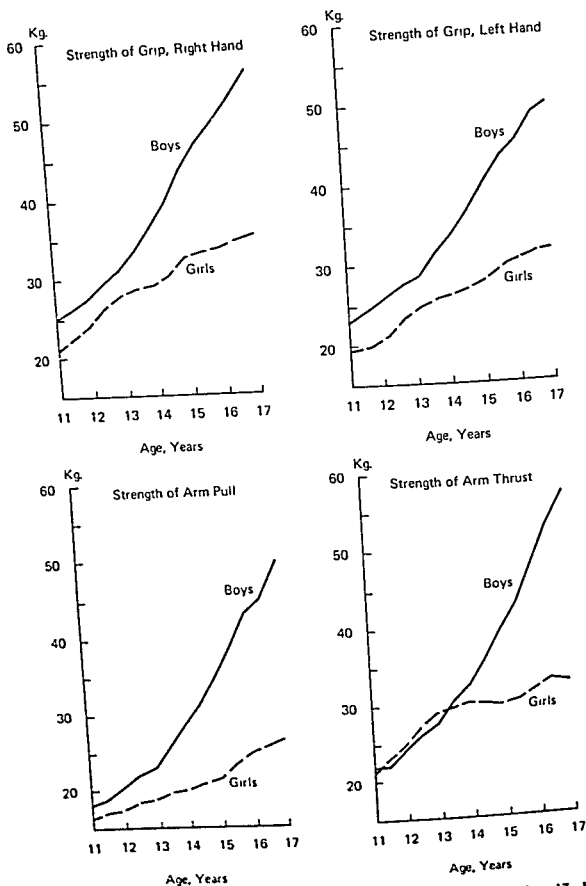 Kg.
60
Strength of Grip, Right Hand
50
Boys
40
30
Girls
20
11 12 13 14 15 16 17
Age, Years
Kg.
60
Strength of Grip, Left Hand
50
Boys
40
30
Girls
20
11 12 13 14 15 16 17
Age, Years
Kg.
60
Strength of Arm Pull
50
Boys
40
30
Girls
20
11 12 13 14 15 16 17
Age, Years
Kg.
60
Strength of Arm Thrust
50
Boys
40
30
Girls
20
11 12 13 14 15 16 17
Age, Years